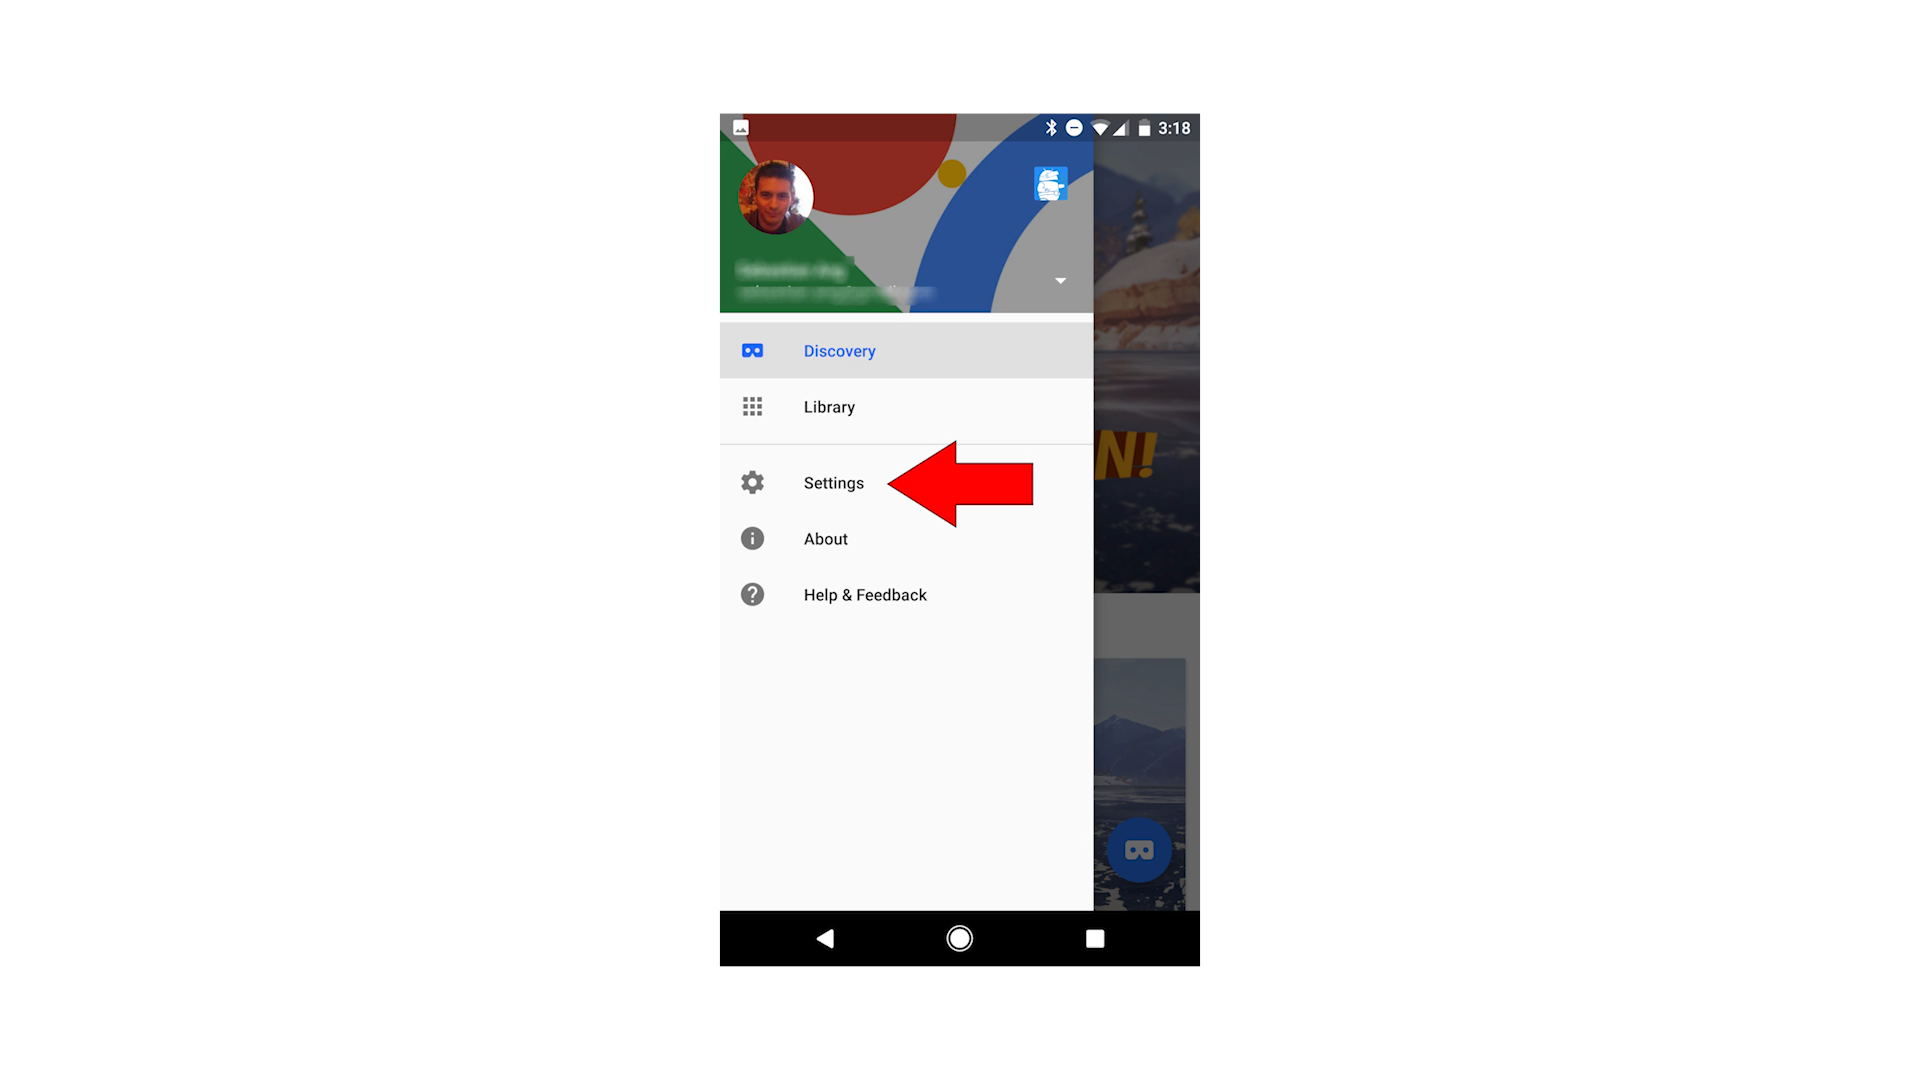 3:18
Discovery
Library
N!
Settings
About
Help & Feedback